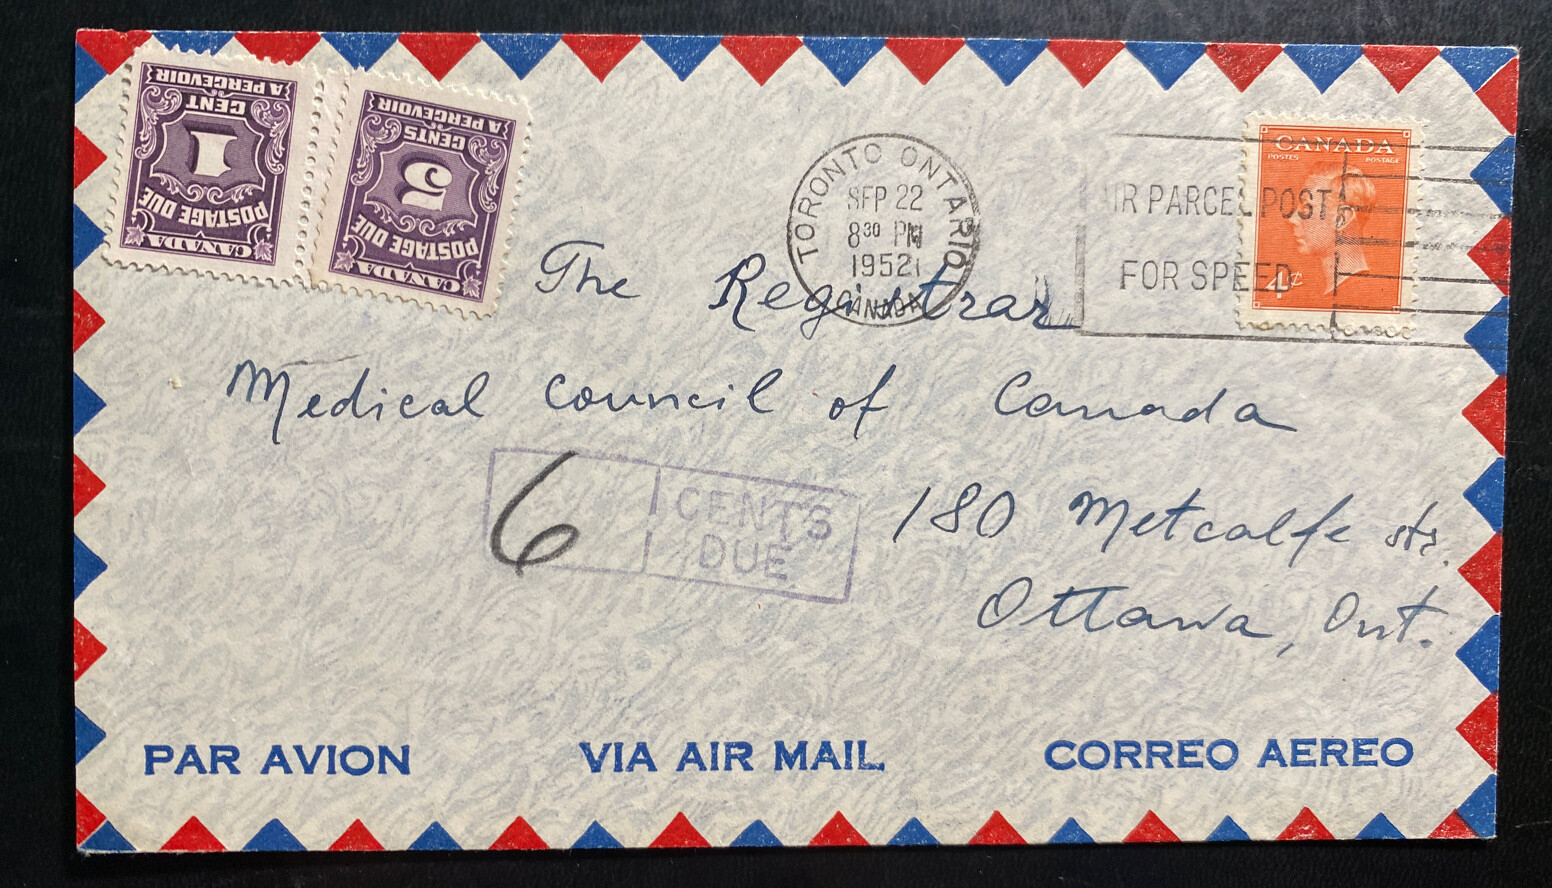 A PERCEVOIR
CENT
1
POSTAGE DUE
CANADA
A PERCEVOIR
CENTS
5
POSTAGE DUE
CANADA
TORONTO ONTARIO
SEP 22
8 30 PM
1952
CANADA
AIR PARCEL POST
FOR SPEED
CANADA
POSTES POSTAGE
4¢
The Registrar
Medical Council of Canada
6 CENTS
DUE
180 Metcalfe str.
Ottawa, Ont.
PAR AVION VIA AIR MAIL CORREO AEREO